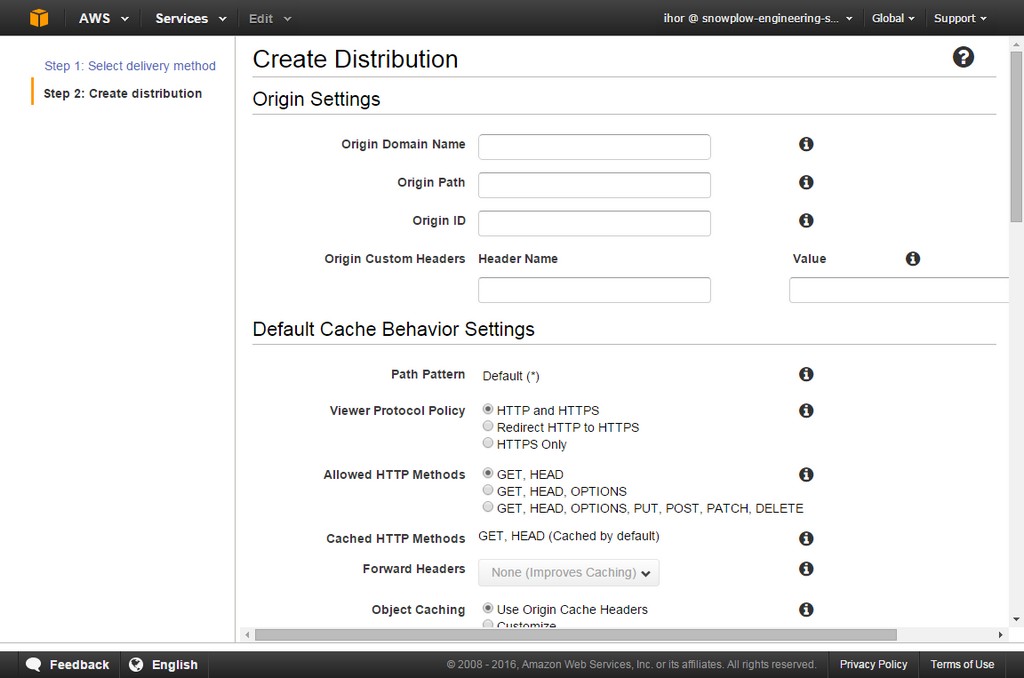 AWS Services Edit ihor @ snowplow-engineering-s... Global Support
Step 1: Select delivery method
Step 2: Create distribution
Create Distribution
Origin Settings
Origin Domain Name
Origin Path
Origin ID
Origin Custom Headers Header Name Value
Default Cache Behavior Settings
Path Pattern Default (*)
Viewer Protocol Policy HTTP and HTTPS
Redirect HTTP to HTTPS
HTTPS Only
Allowed HTTP Methods GET, HEAD
GET, HEAD, OPTIONS
GET, HEAD, OPTIONS, PUT, POST, PATCH, DELETE
Cached HTTP Methods GET, HEAD (Cached by default)
Forward Headers None (Improves Caching)
Object Caching Use Origin Cache Headers
Customize
Feedback English © 2008 - 2016, Amazon Web Services, Inc. or its affiliates. All rights reserved. Privacy Policy Terms of Use